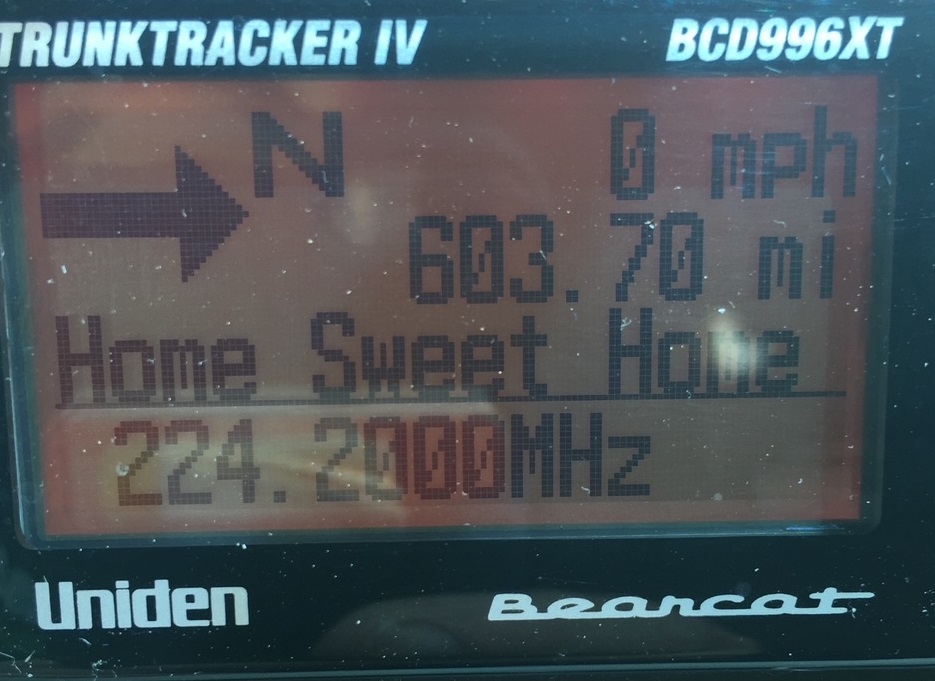 TRUNKTRACKER IV BCD996XT
N 0 mph
603.70 mi
Home Sweet Home
224.2000MHz
Uniden Bearcat